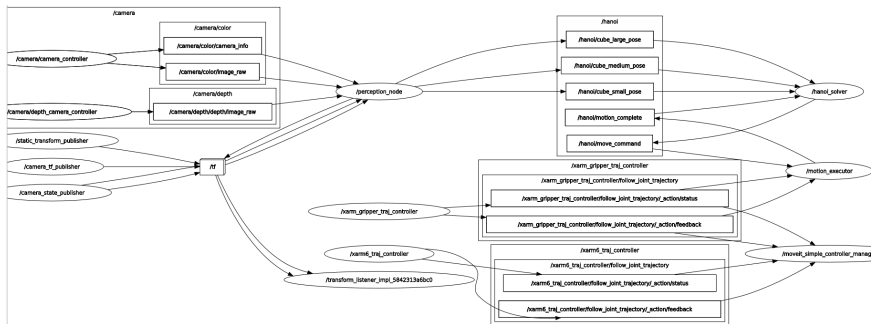 /camera
/camera/color
/camera/camera_controller
/camera/color/camera_info
/camera/color/image_raw
/camera/depth
/camera/depth_camera_controller
/camera/depth/depth/image_raw
/static_transform_publisher
/camera_tf_publisher
/camera_state_publisher
/tf
/perception_node
/transform_listener_impl_5842313a6bc0
/hanoi
/hanoi/cube_large_pose
/hanoi/cube_medium_pose
/hanoi/cube_small_pose
/hanoi/motion_complete
/hanoi/move_command
/hanoi_solver
/motion_executor
/xarm_gripper_traj_controller
/xarm_gripper_traj_controller/follow_joint_trajectory
/xarm_gripper_traj_controller/follow_joint_trajectory/_action/status
/xarm_gripper_traj_controller
/xarm_gripper_traj_controller/follow_joint_trajectory/_action/feedback
/xarm6_traj_controller
/xarm6_traj_controller
/xarm6_traj_controller/follow_joint_trajectory
/xarm6_traj_controller/follow_joint_trajectory/_action/status
/xarm6_traj_controller/follow_joint_trajectory/_action/feedback
/moveit_simple_controller_manag